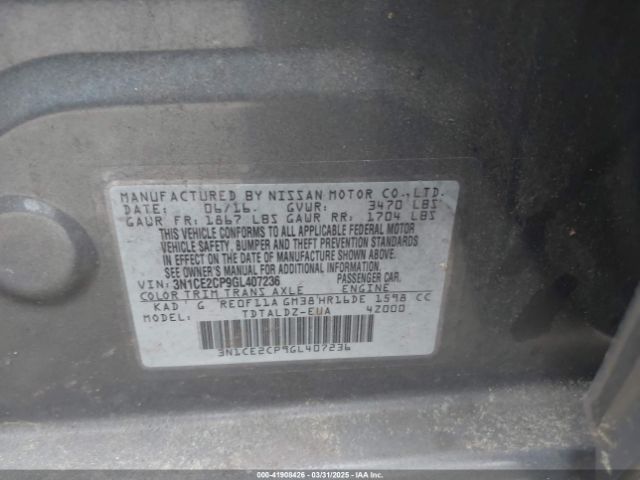 MANUFACTURED BY NISSAN MOTOR CO.,LTD.
DATE: 06/16. GVWR: 3470 LBS
GAWR FR: 1867 LBS GAWR RR: 1704 LBS
THIS VEHICLE CONFORMS TO ALL APPLICABLE FEDERAL MOTOR
VEHICLE SAFETY, BUMPER AND THEFT PREVENTION STANDARDS
IN EFFECT ON THE DATE OF MANUFACTURE SHOWN ABOVE.
SEE OWNER'S MANUAL FOR ADDITIONAL INFORMATION.
VIN: 3N1CE2CP9GL407236 PASSENGER CAR.
COLOR TRIM TRANS AXLE ENGINE
KAD G RE0F11A GM38 HR16DE 1598 CC
MODEL: TDTALDZ-EUA 4Z000
3N1CE2CP9GL407236
000-41908426 - 03/31/2025 - IAAI.COM